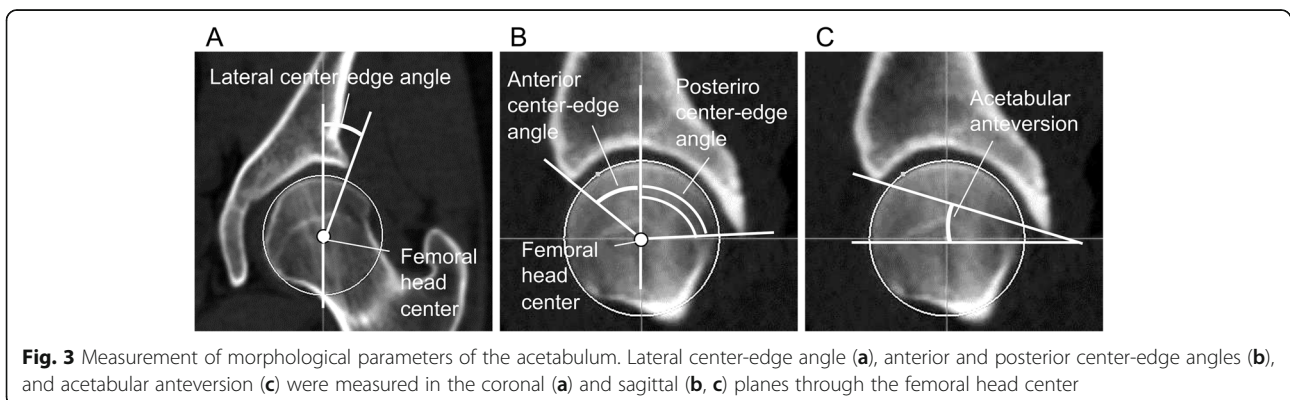 A
B
C
Lateral center-edge angle
Femoral
head
center
Anterior
center-edge
angle
Posteriro
center-edge
angle
Femoral
head
center
Acetabular
anteversion
Fig. 3 Measurement of morphological parameters of the acetabulum. Lateral center-edge angle (a), anterior and posterior center-edge angles (b),
and acetabular anteversion (c) were measured in the coronal (a) and sagittal (b, c) planes through the femoral head center